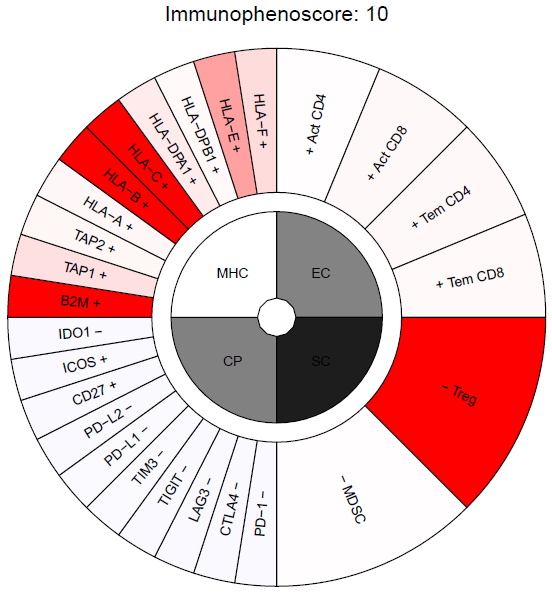 Immunophenoscore: 10
+ Act CD4
+ Act CD8
+ Tem CD4
+ Tem CD8
− Treg
− MDSC
PD−1 −
CTLA4 −
LAG3 −
TIGIT −
TIM3 −
PD−L1 −
PD−L2 −
CD27 +
ICOS +
IDO1 −
B2M +
TAP1 +
TAP2 +
HLA−A +
HLA−B +
HLA−C +
HLA−DPA1 +
HLA−DPB1 +
HLA−E +
HLA−F +
MHC
EC
CP
SC